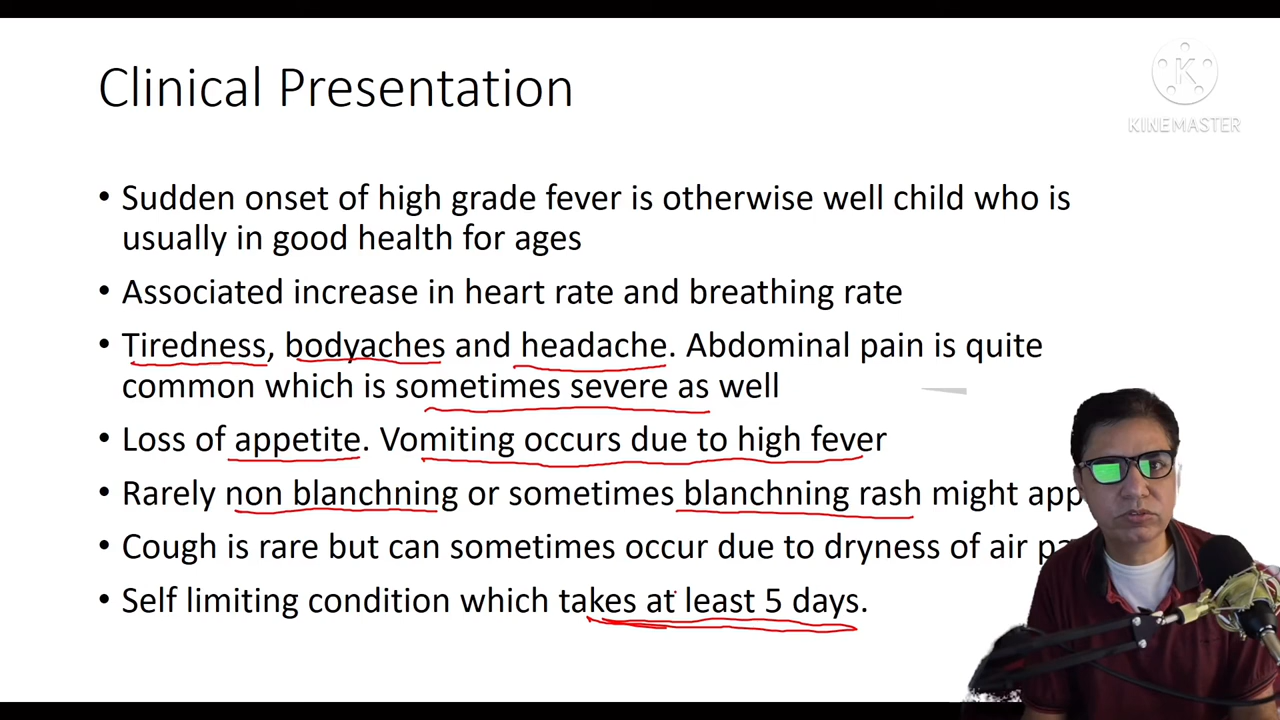 Clinical Presentation
K
KINEMASTER
• Sudden onset of high grade fever is otherwise well child who is
usually in good health for ages
• Associated increase in heart rate and breathing rate
• Tiredness, bodyaches and headache. Abdominal pain is quite
common which is sometimes severe as well
• Loss of appetite. Vomiting occurs due to high fever
• Rarely non blanchning or sometimes blanchning rash might app
• Cough is rare but can sometimes occur due to dryness of air pa
• Self limiting condition which takes at least 5 days.